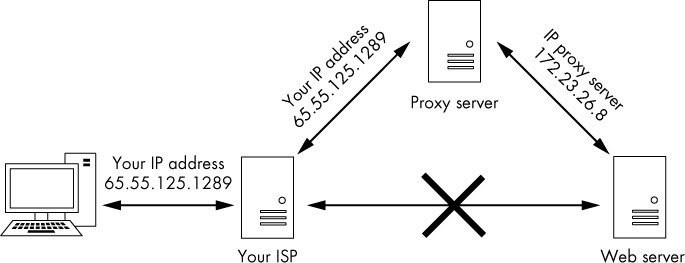 Your IP address
65.55.125.1289
IP proxy server
172.23.26.8
Proxy server
Your IP address
65.55.125.1289
Your ISP
Web server